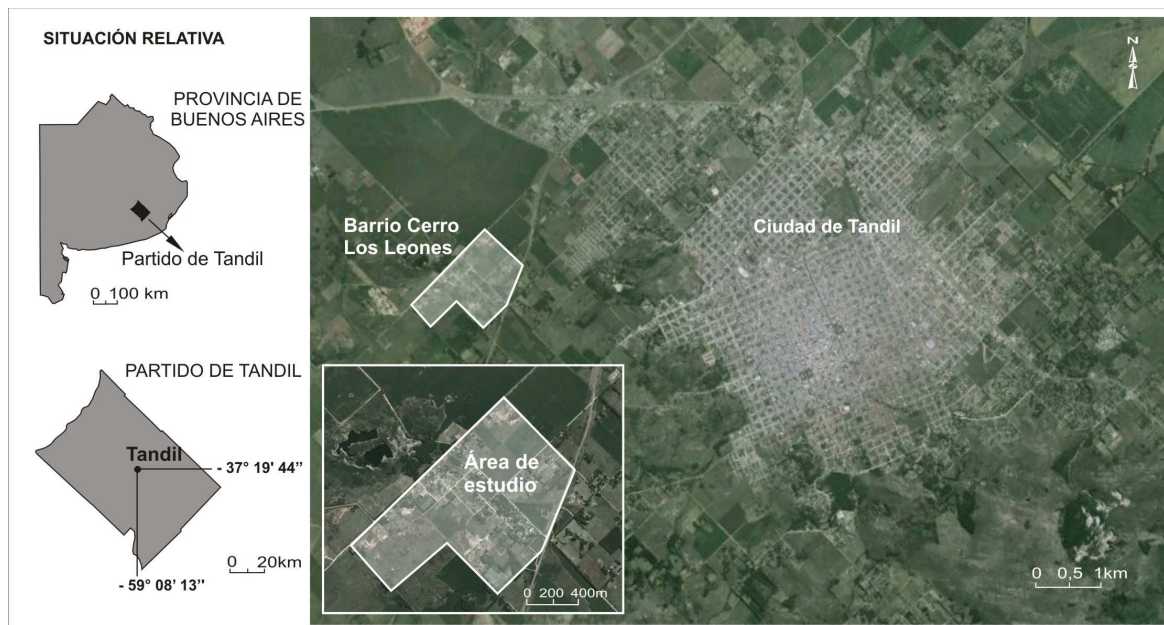 SITUACIÓN RELATIVA
PROVINCIA DE
BUENOS AIRES
Partido de Tandil
0 100 km
PARTIDO DE TANDIL
Tandil
- 37° 19' 44’’
- 59° 08’ 13’’
0 20km
N
Barrio Cerro
Los Leones
Ciudad de Tandil
Área de
estudio
0 200 400m
0 0,5 1km